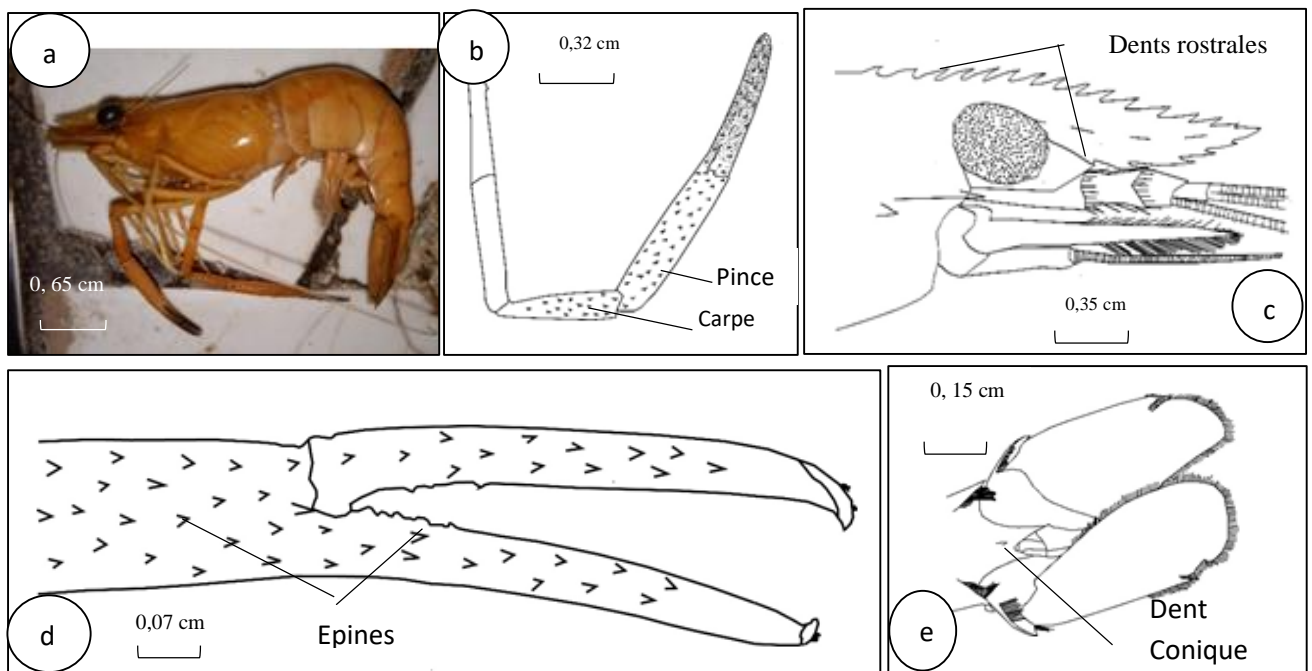 a
0, 65 cm
b
0,32 cm
Pince
Carpe
Dents rostrales
0,35 cm
c
d
0,07 cm
Epines
0, 15 cm
e
Dent
Conique